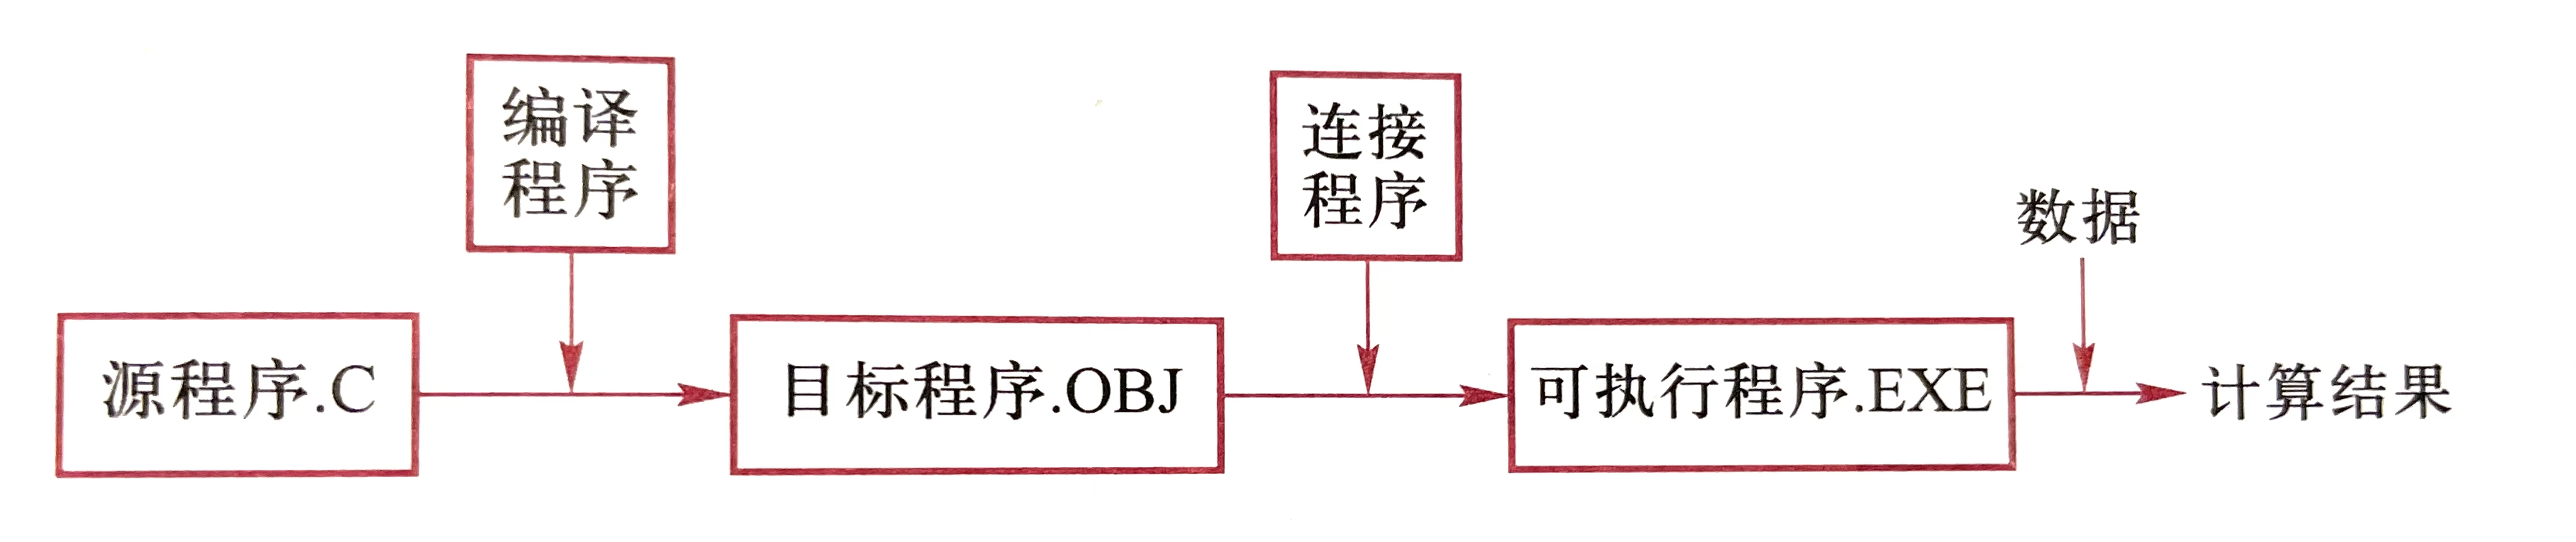 编译
程序
连接
程序
数据
源程序.C
目标程序.OBJ
可执行程序.EXE
计算结果